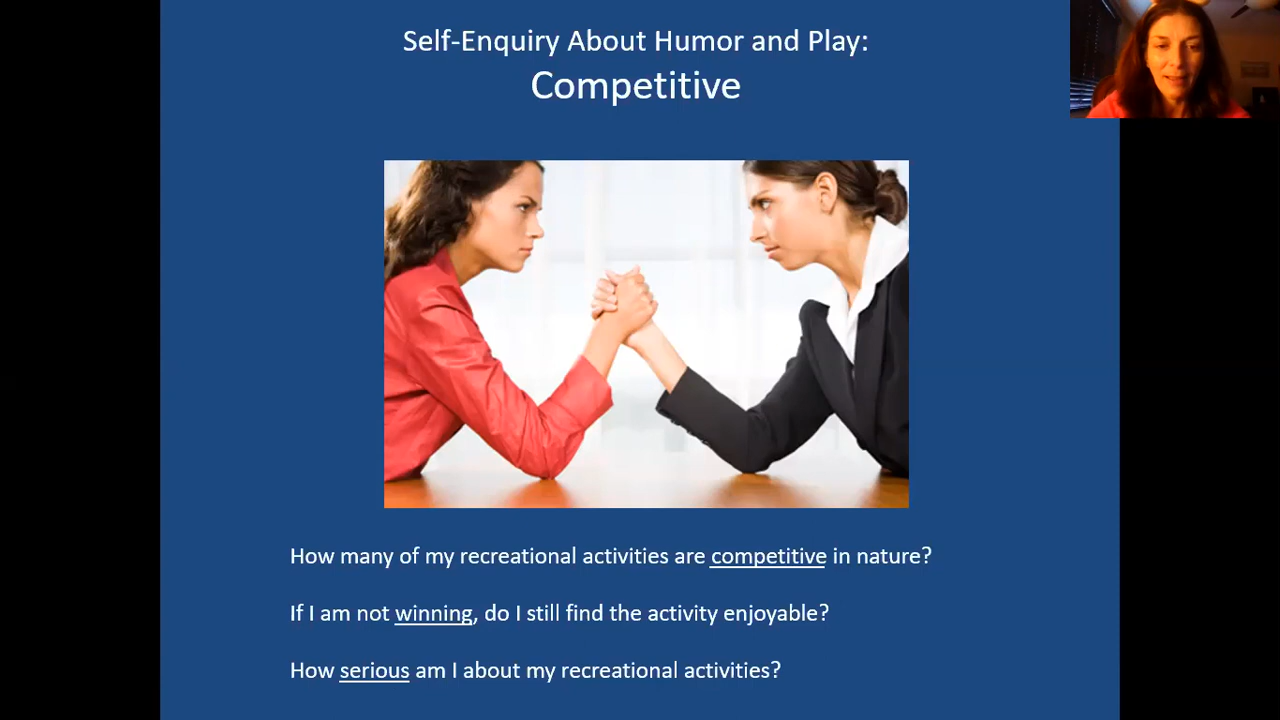 Self-Enquiry About Humor and Play:
Competitive
How many of my recreational activities are competitive in nature?
If I am not winning, do I still find the activity enjoyable?
How serious am I about my recreational activities?